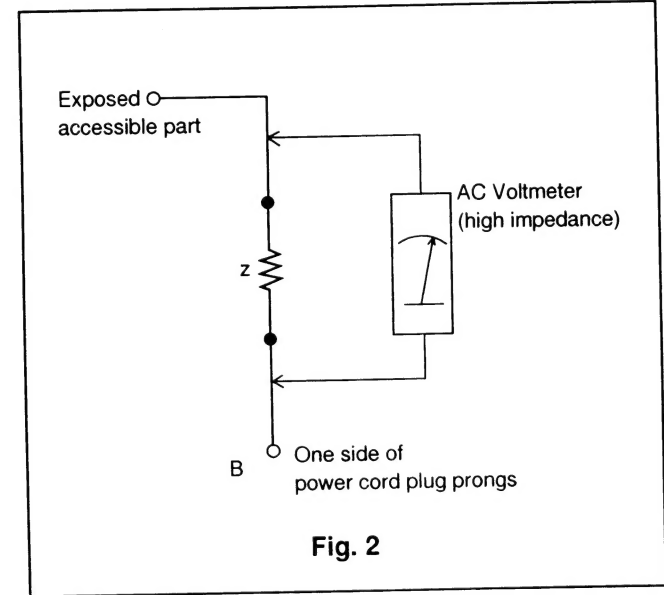 Exposed
accessible part
AC Voltmeter
(high impedance)
z
B
One side of
power cord plug prongs
Fig. 2